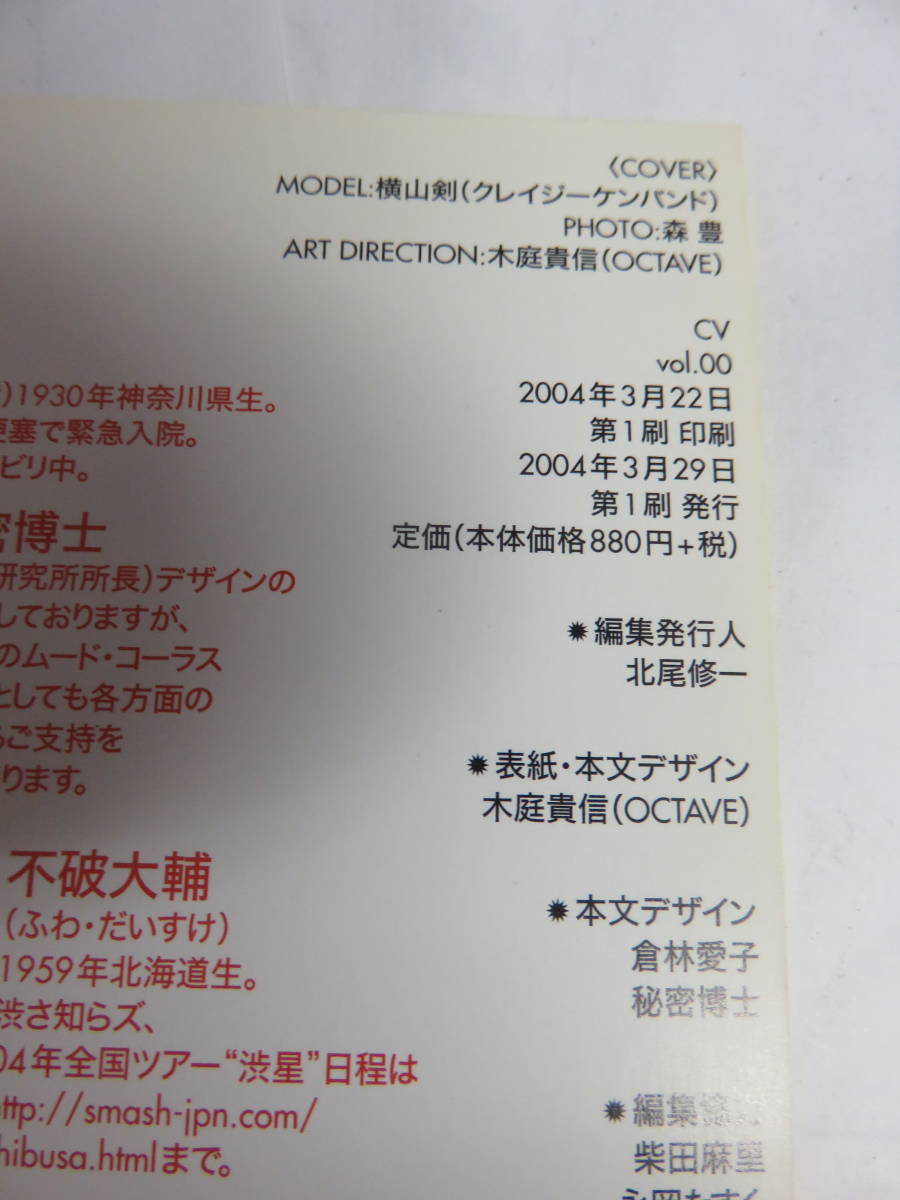 〈COVER〉
MODEL:横山剣(クレイジーケンバンド)
PHOTO:森 豊
ART DIRECTION:木庭貴信(OCTAVE)
CV
vol.00
2004年3月22日
第1刷 印刷
2004年3月29日
第1刷 発行
定価(本体価格880円+税)
✹編集発行人
北尾修一
✹表紙・本文デザイン
木庭貴信(OCTAVE)
✹本文デザイン
倉林愛子
秘密博士
✹編集
柴田麻里
)1930年神奈川県生。
塞で緊急入院。
ビリ中。
密博士
研究所所長)デザインの
しておりますが、
のムード・コーラス
としても各方面の
ご支持を
ります。
不破大輔
(ふわ・だいすけ)
1959年北海道生。
渋さ知らズ、
04年全国ツアー“渋星”日程は
http://smash-jpn.com/
hibusa.htmlまで。